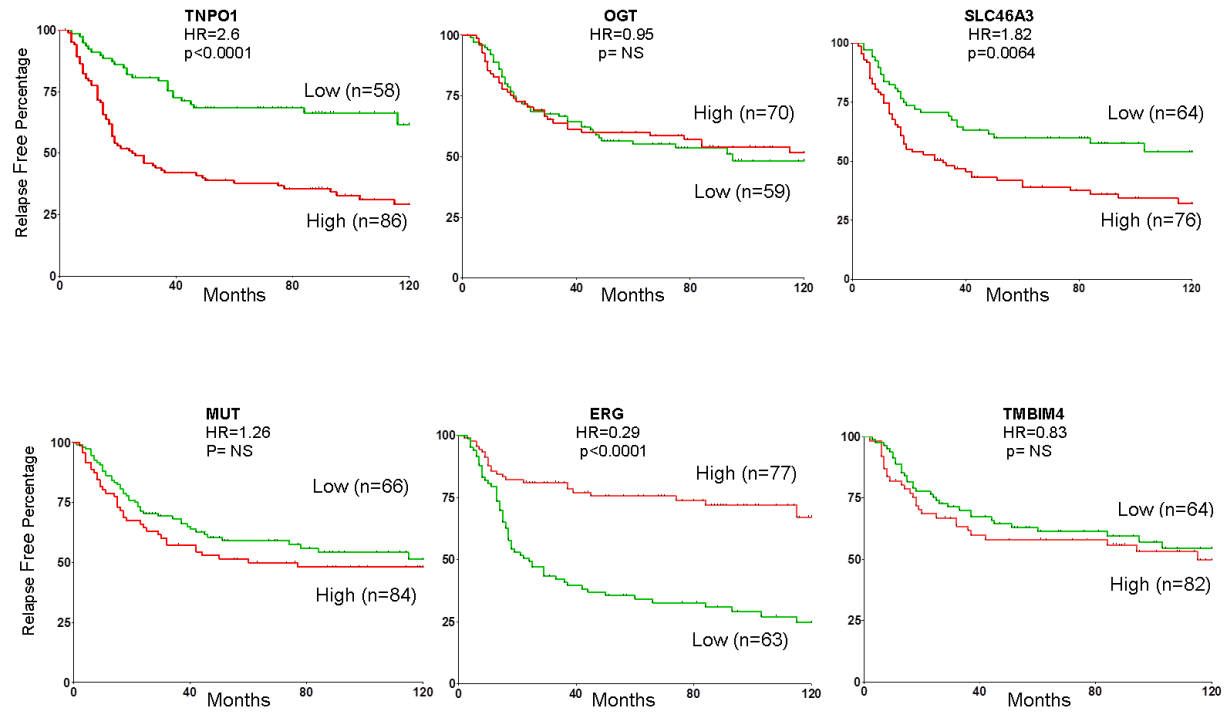 TNPO1
HR=2.6
p<0.0001
Relapse Free Percentage
100
75
50
25
0
Low (n=58)
High (n=86)
0 40 80 120
Months
OGT
HR=0.95
p= NS
100
75
50
25
0
High (n=70)
Low (n=59)
0 40 80 120
Months
SLC46A3
HR=1.82
p=0.0064
100
75
50
25
0
Low (n=64)
High (n=76)
0 40 80 120
Months
MUT
HR=1.26
P= NS
Relapse Free Percentage
100
75
50
25
0
Low (n=66)
High (n=84)
0 40 80 120
Months
ERG
HR=0.29
p<0.0001
100
75
50
25
0
High (n=77)
Low (n=63)
0 40 80 120
Months
TMBIM4
HR=0.83
p= NS
100
75
50
25
0
Low (n=64)
High (n=82)
0 40 80 120
Months